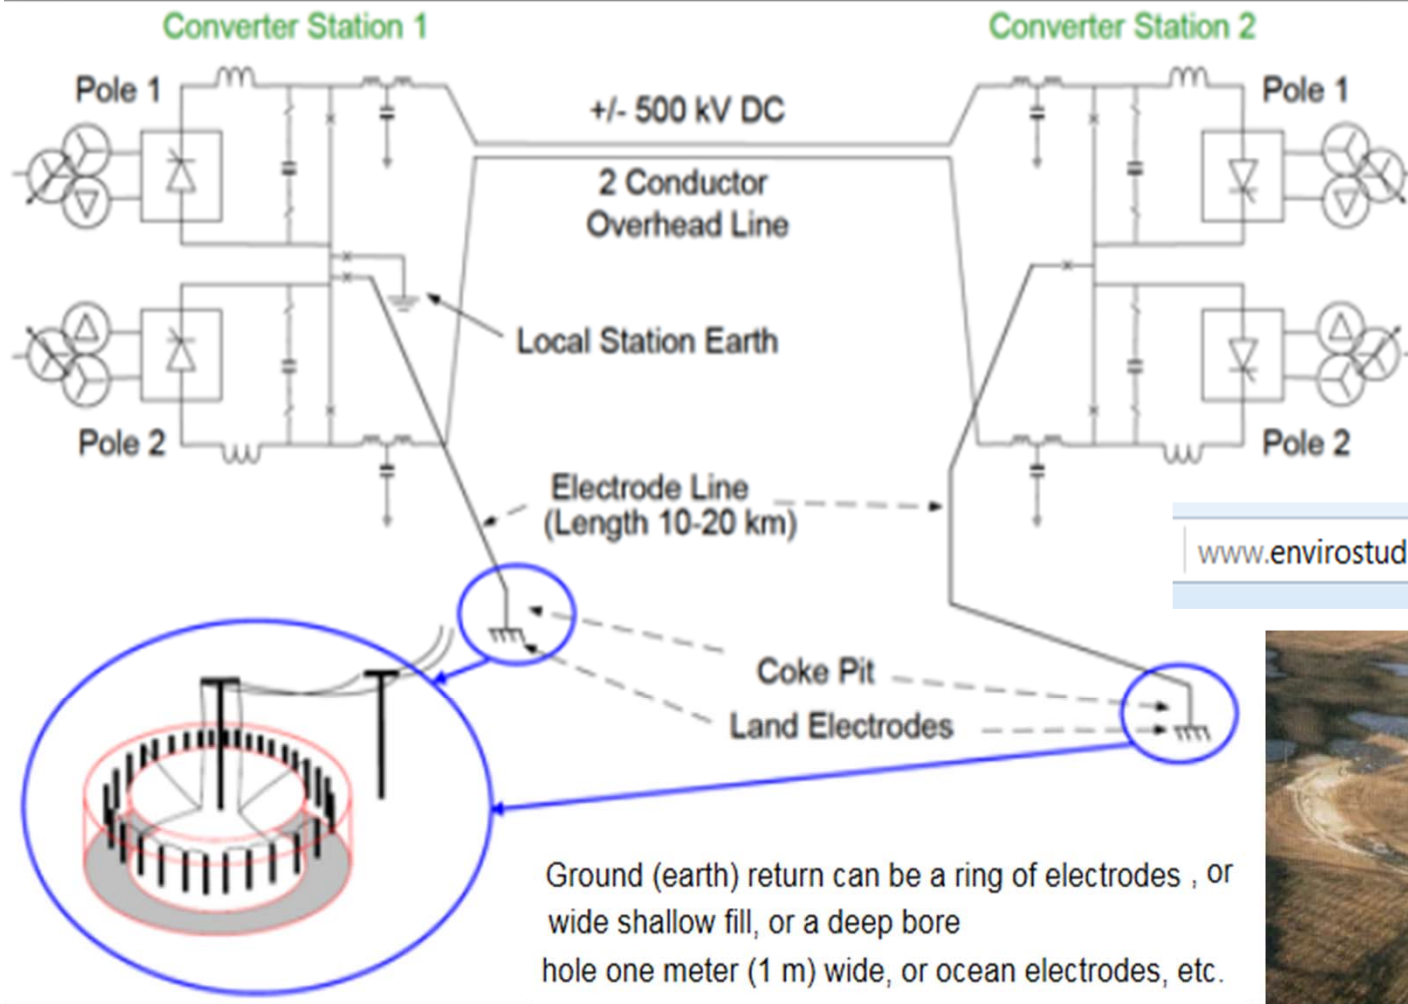 Converter Station 1
Converter Station 2
Pole 1
+/- 500 kV DC
Pole 1
2 Conductor
Overhead Line
Local Station Earth
Pole 2
Pole 2
Electrode Line
(Length 10-20 km)
www.envirostud
Coke Pit
Land Electrodes
Ground (earth) return can be a ring of electrodes , or
wide shallow fill, or a deep bore
hole one meter (1 m) wide, or ocean electrodes, etc.